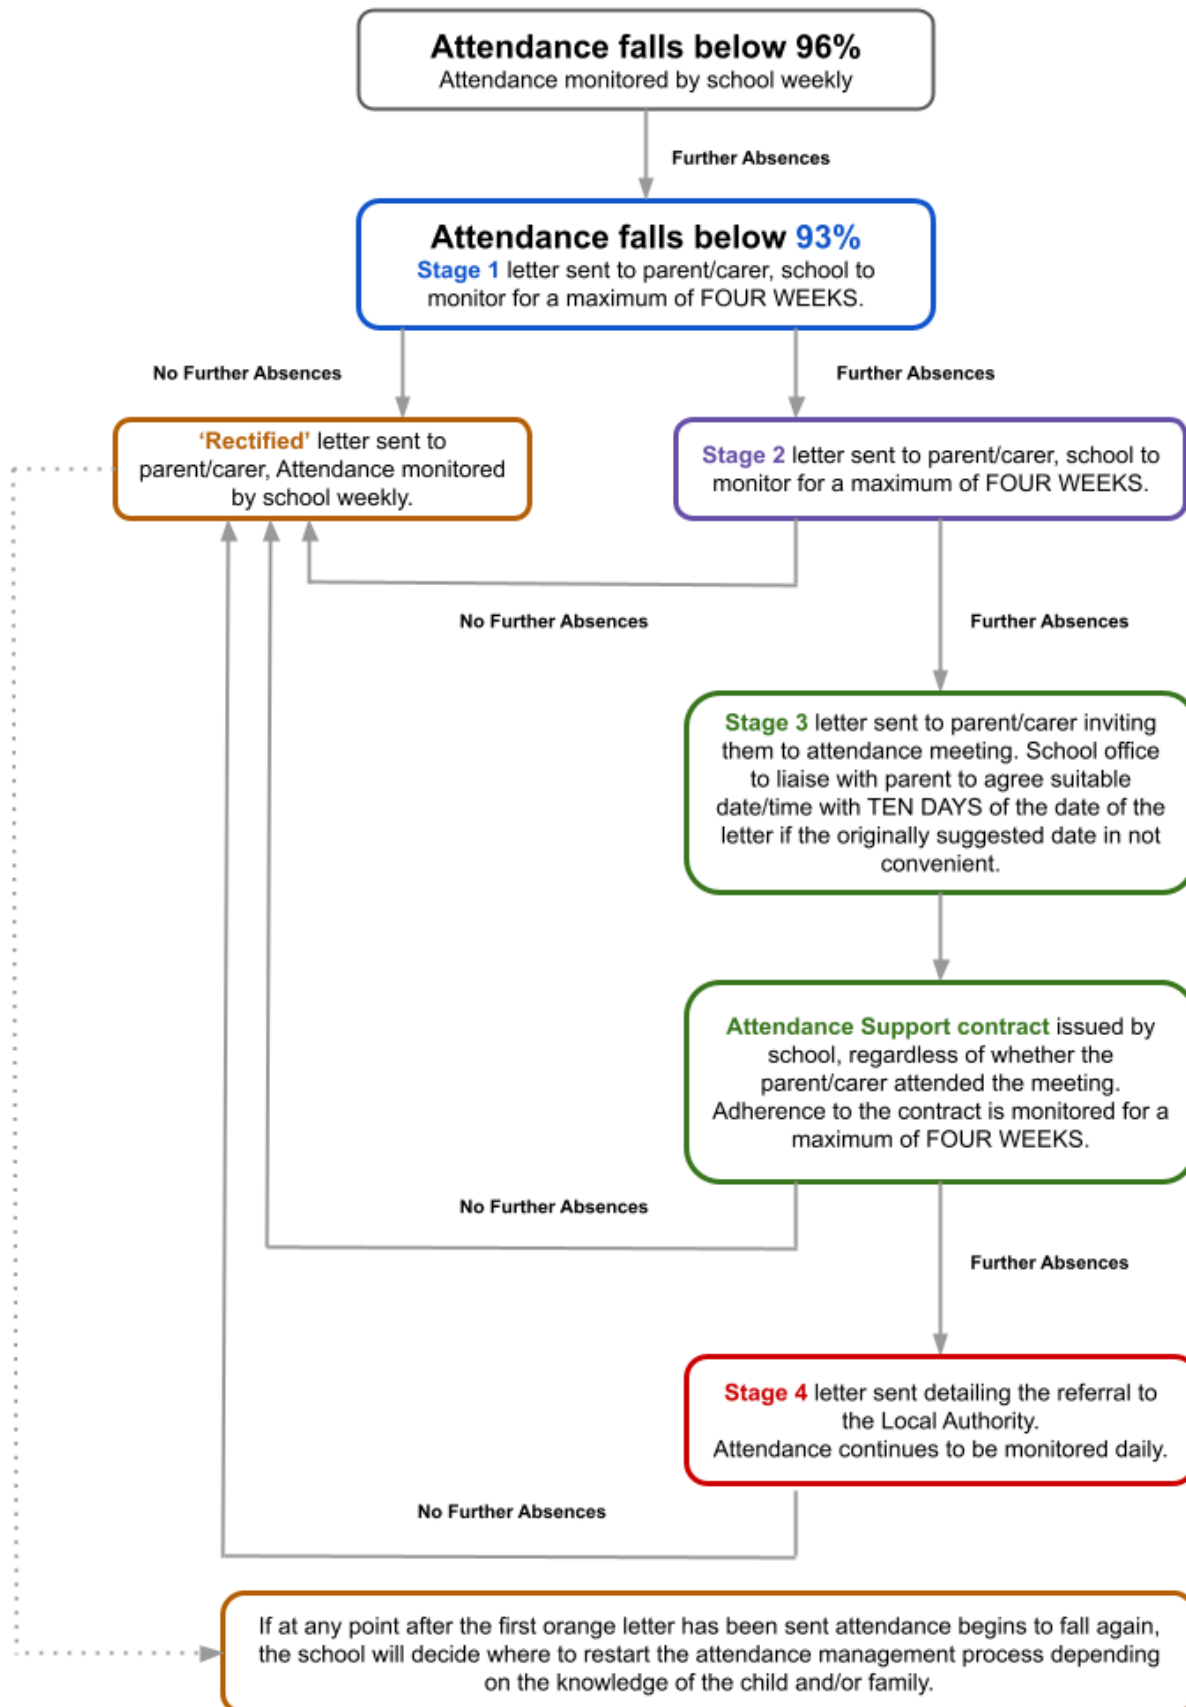 Attendance falls below 96%
Attendance monitored by school weekly
Further Absences
Attendance falls below 93%
Stage 1 letter sent to parent/carer, school to
monitor for a maximum of FOUR WEEKS.
No Further Absences
Further Absences
‘Rectified’ letter sent to
parent/carer, Attendance monitored
by school weekly.
Stage 2 letter sent to parent/carer, school to
monitor for a maximum of FOUR WEEKS.
No Further Absences
Further Absences
Stage 3 letter sent to parent/carer inviting
them to attendance meeting. School office
to liaise with parent to agree suitable
date/time with TEN DAYS of the date of the
letter if the originally suggested date in not
convenient.
Attendance Support contract issued by
school, regardless of whether the
parent/carer attended the meeting.
Adherence to the contract is monitored for a
maximum of FOUR WEEKS.
No Further Absences
Further Absences
Stage 4 letter sent detailing the referral to
the Local Authority.
Attendance continues to be monitored daily.
No Further Absences
If at any point after the first orange letter has been sent attendance begins to fall again,
the school will decide where to restart the attendance management process depending
on the knowledge of the child and/or family.